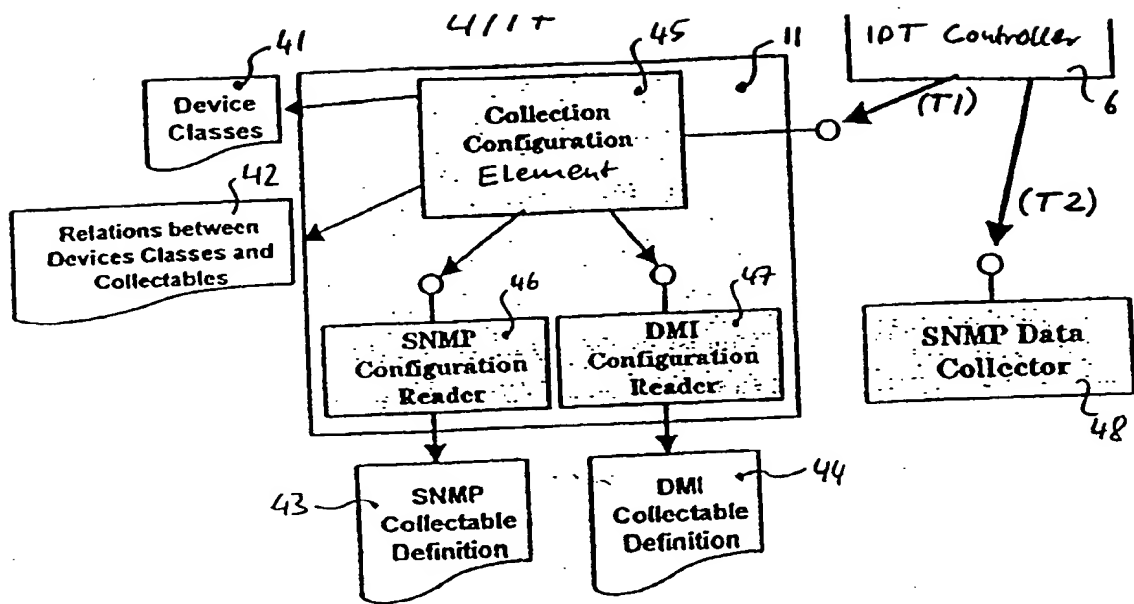 41
45
11
IDT Controller
6
Device
Classes
Collection
Configuration
Element
(T1)
42
(T2)
Relations between
Devices Classes and
Collectables
46
47
SNMP
Configuration
Reader
DMI
Configuration
Reader
SNMP Data
Collector
48
43
SNMP
Collectable
Definition
44
DMI
Collectable
Definition